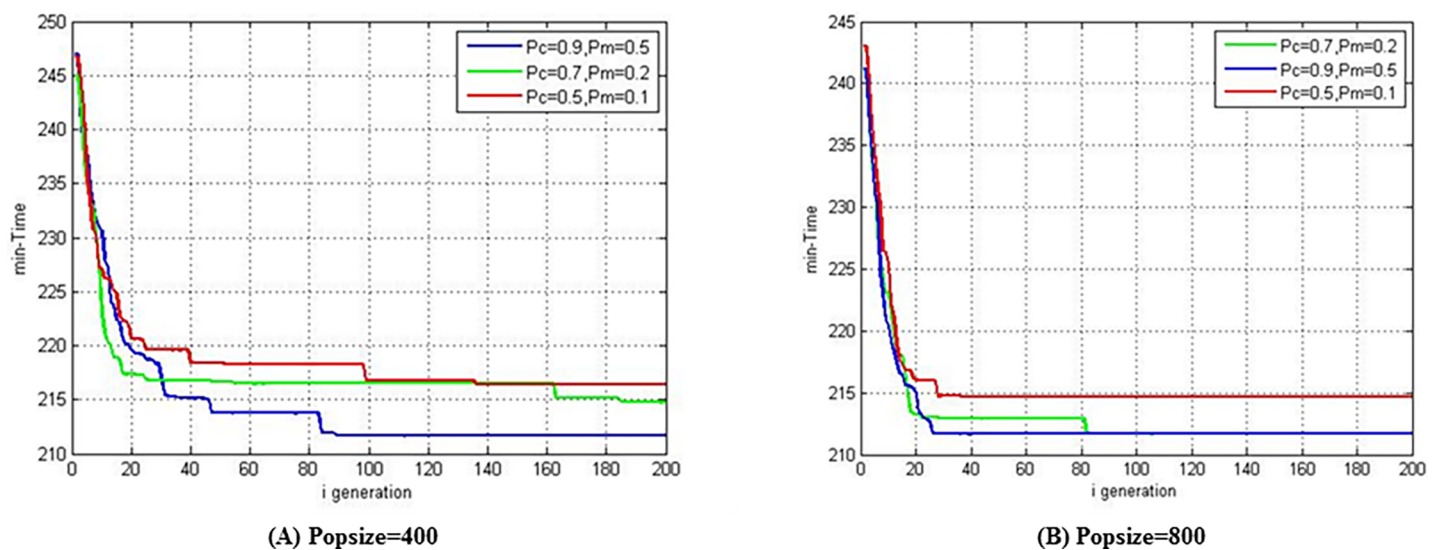 250
245
240
235
230
225
220
215
210
min-Time
0 20 40 60 80 100 120 140 160 180 200
i generation
Pc=0.9,Pm=0.5
Pc=0.7,Pm=0.2
Pc=0.5,Pm=0.1
(A) Popsize=400
245
240
235
230
225
220
215
210
min-Time
0 20 40 60 80 100 120 140 160 180 200
i generation
Pc=0.7,Pm=0.2
Pc=0.9,Pm=0.5
Pc=0.5,Pm=0.1
(B) Popsize=800